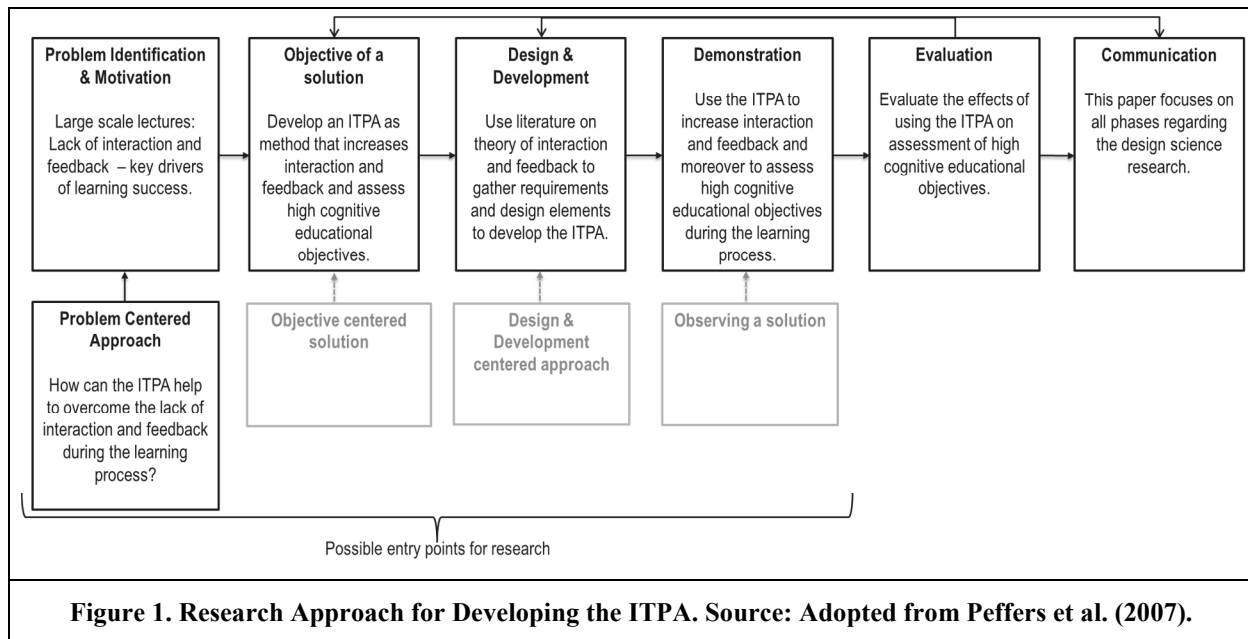 Problem Identification
& Motivation
Large scale lectures:
Lack of interaction and
feedback – key drivers
of learning success.
Objective of a
solution
Develop an ITPA as
method that increases
interaction and
feedback and assess
high cognitive
educational
objectives.
Design &
Development
Use literature on
theory of interaction
and feedback to
gather requirements
and design elements
to develop the ITPA.
Demonstration
Use the ITPA to
increase interaction
and feedback and
moreover to assess
high cognitive
educational objectives
during the learning
process.
Evaluation
Evaluate the effects of
using the ITPA on
assessment of high
cognitive educational
objectives.
Communication
This paper focuses on
all phases regarding
the design science
research.
Problem Centered
Approach
How can the ITPA help
to overcome the lack of
interaction and feedback
during the learning
process?
Objective centered
solution
Design &
Development
centered approach
Observing a solution
Possible entry points for research
Figure 1. Research Approach for Developing the ITPA. Source: Adopted from Peffers et al. (2007).